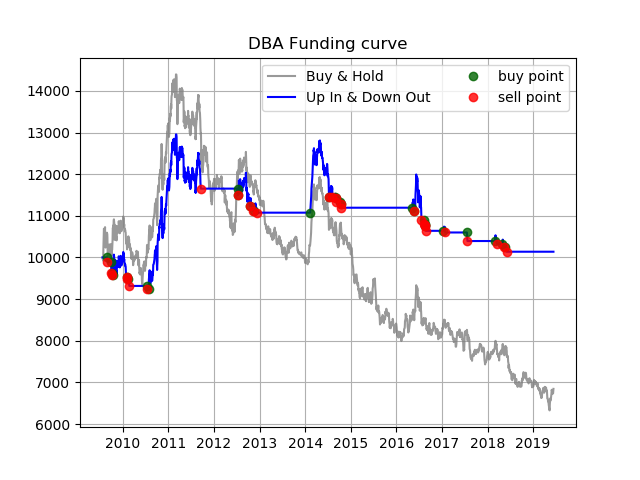 DBA Funding curve
Buy & Hold
Up In & Down Out
buy point
sell point
14000
13000
12000
11000
10000
9000
8000
7000
6000
2010 2011 2012 2013 2014 2015 2016 2017 2018 2019